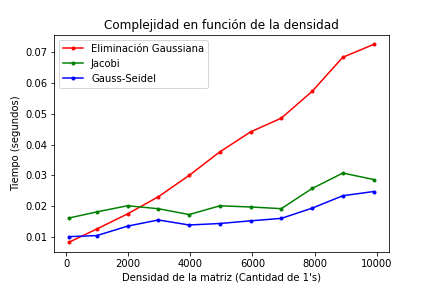 Complejidad en función de la densidad
Eliminación Gaussiana
Jacobi
Gauss-Seidel
Tiempo (segundos)
0.07
0.06
0.05
0.04
0.03
0.02
0.01
0
2000
4000
6000
8000
10000
Densidad de la matriz (Cantidad de 1's)